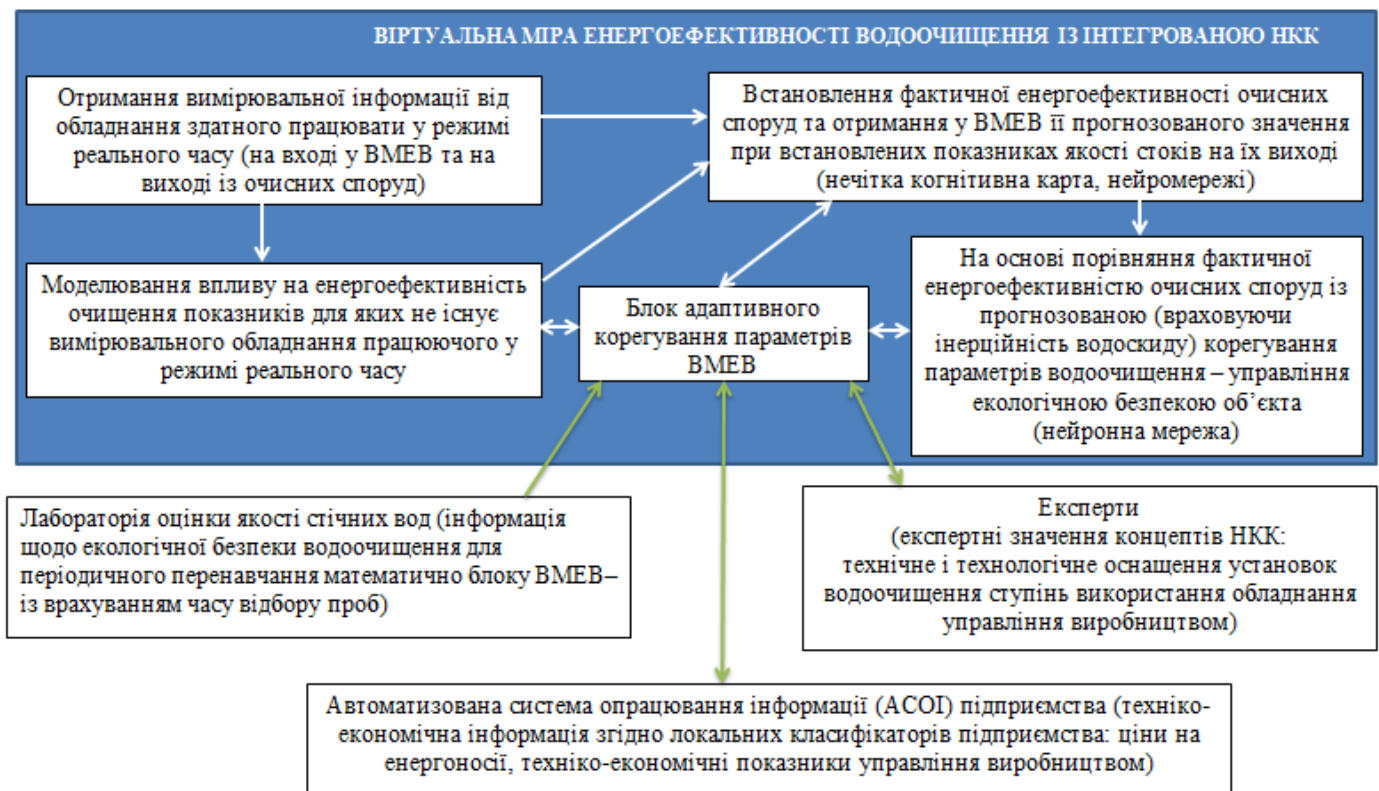 ВІРТУАЛЬНА МІРА ЕНЕРГОЕФЕКТИВНОСТІ ВОДООЧИЩЕННЯ ІЗ ІНТЕГРОВАНОЮ НКК
Отримання вимірювальної інформації від
обладнання здатного працювати у режимі
реального часу (на вході у ВМЕВ та на
виході із очисних споруд)
Встановлення фактичної енергоефективності очисних
споруд та отримання у ВМЕВ її прогнозованого значення
при встановлених показниках якості стоків на їх виході
(нечітка когнітивна карта, нейромережі)
Моделювання впливу на енергоефективність
очищення показників для яких не існує
вимірювального обладнання працюючого у
режимі реального часу
Блок адаптивного
корегування параметрів
ВМЕВ
На основі порівняння фактичної
енергоефективністю очисних споруд із
прогнозованою (враховуючи
інерційність водоскиду) корегування
параметрів водоочищення – управління
екологічною безпекою об’єкта
(нейронна мережа)
Лабораторія оцінки якості стічних вод (інформація
щодо екологічної безпеки водоочищення для
періодичного перенавчання математично блоку ВМЕВ–
із врахуванням часу відбору проб)
Експерти
(експертні значення концептів НКК:
технічне і технологічне оснащення установок
водоочищення ступінь використання обладнання
управління виробництвом)
Автоматизована система опрацювання інформації (АСОІ) підприємства (техніко-
економічна інформація згідно локальних класифікаторів підприємства: ціни на
енергоносії, техніко-економічні показники управління виробництвом)